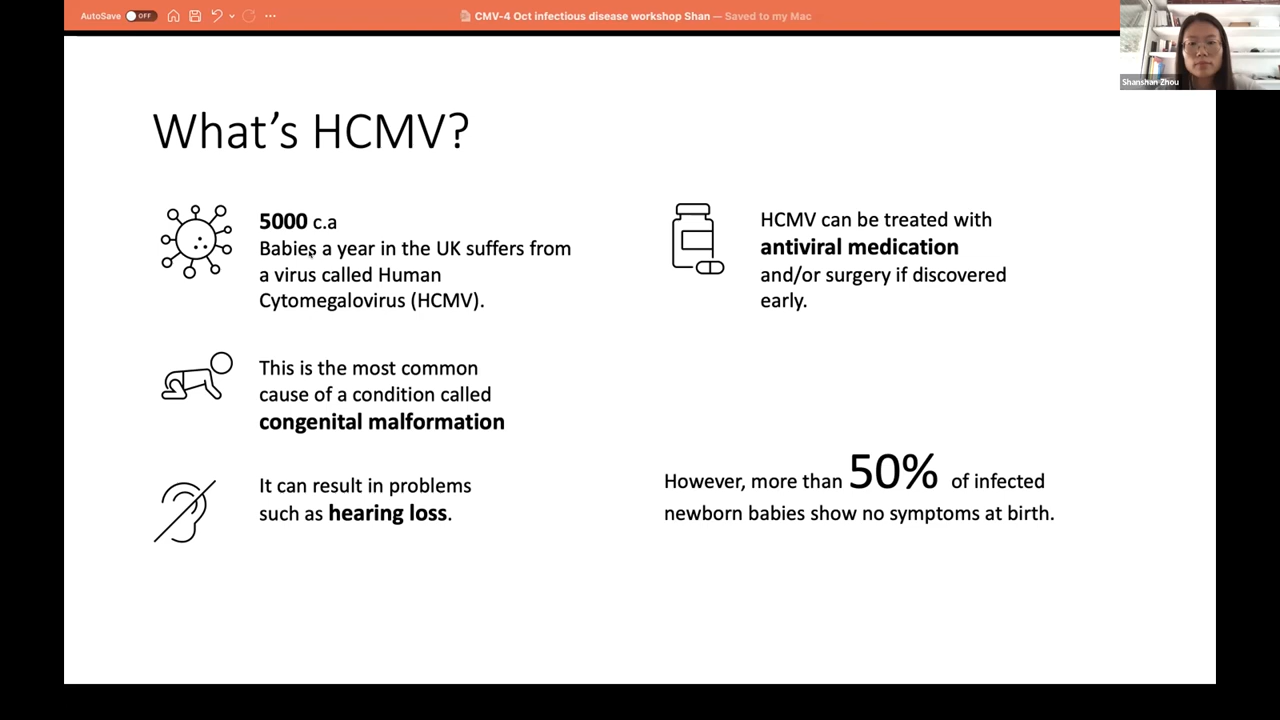 AutoSave OFF
CMV-4 Oct infectious disease workshop Shan — Saved to my Mac
Shanshan Zhou
What's HCMV?
5000 c.a
Babies a year in the UK suffers from
a virus called Human
Cytomegalovirus (HCMV).
This is the most common
cause of a condition called
congenital malformation
It can result in problems
such as hearing loss.
HCMV can be treated with
antiviral medication
and/or surgery if discovered
early.
However, more than 50% of infected
newborn babies show no symptoms at birth.